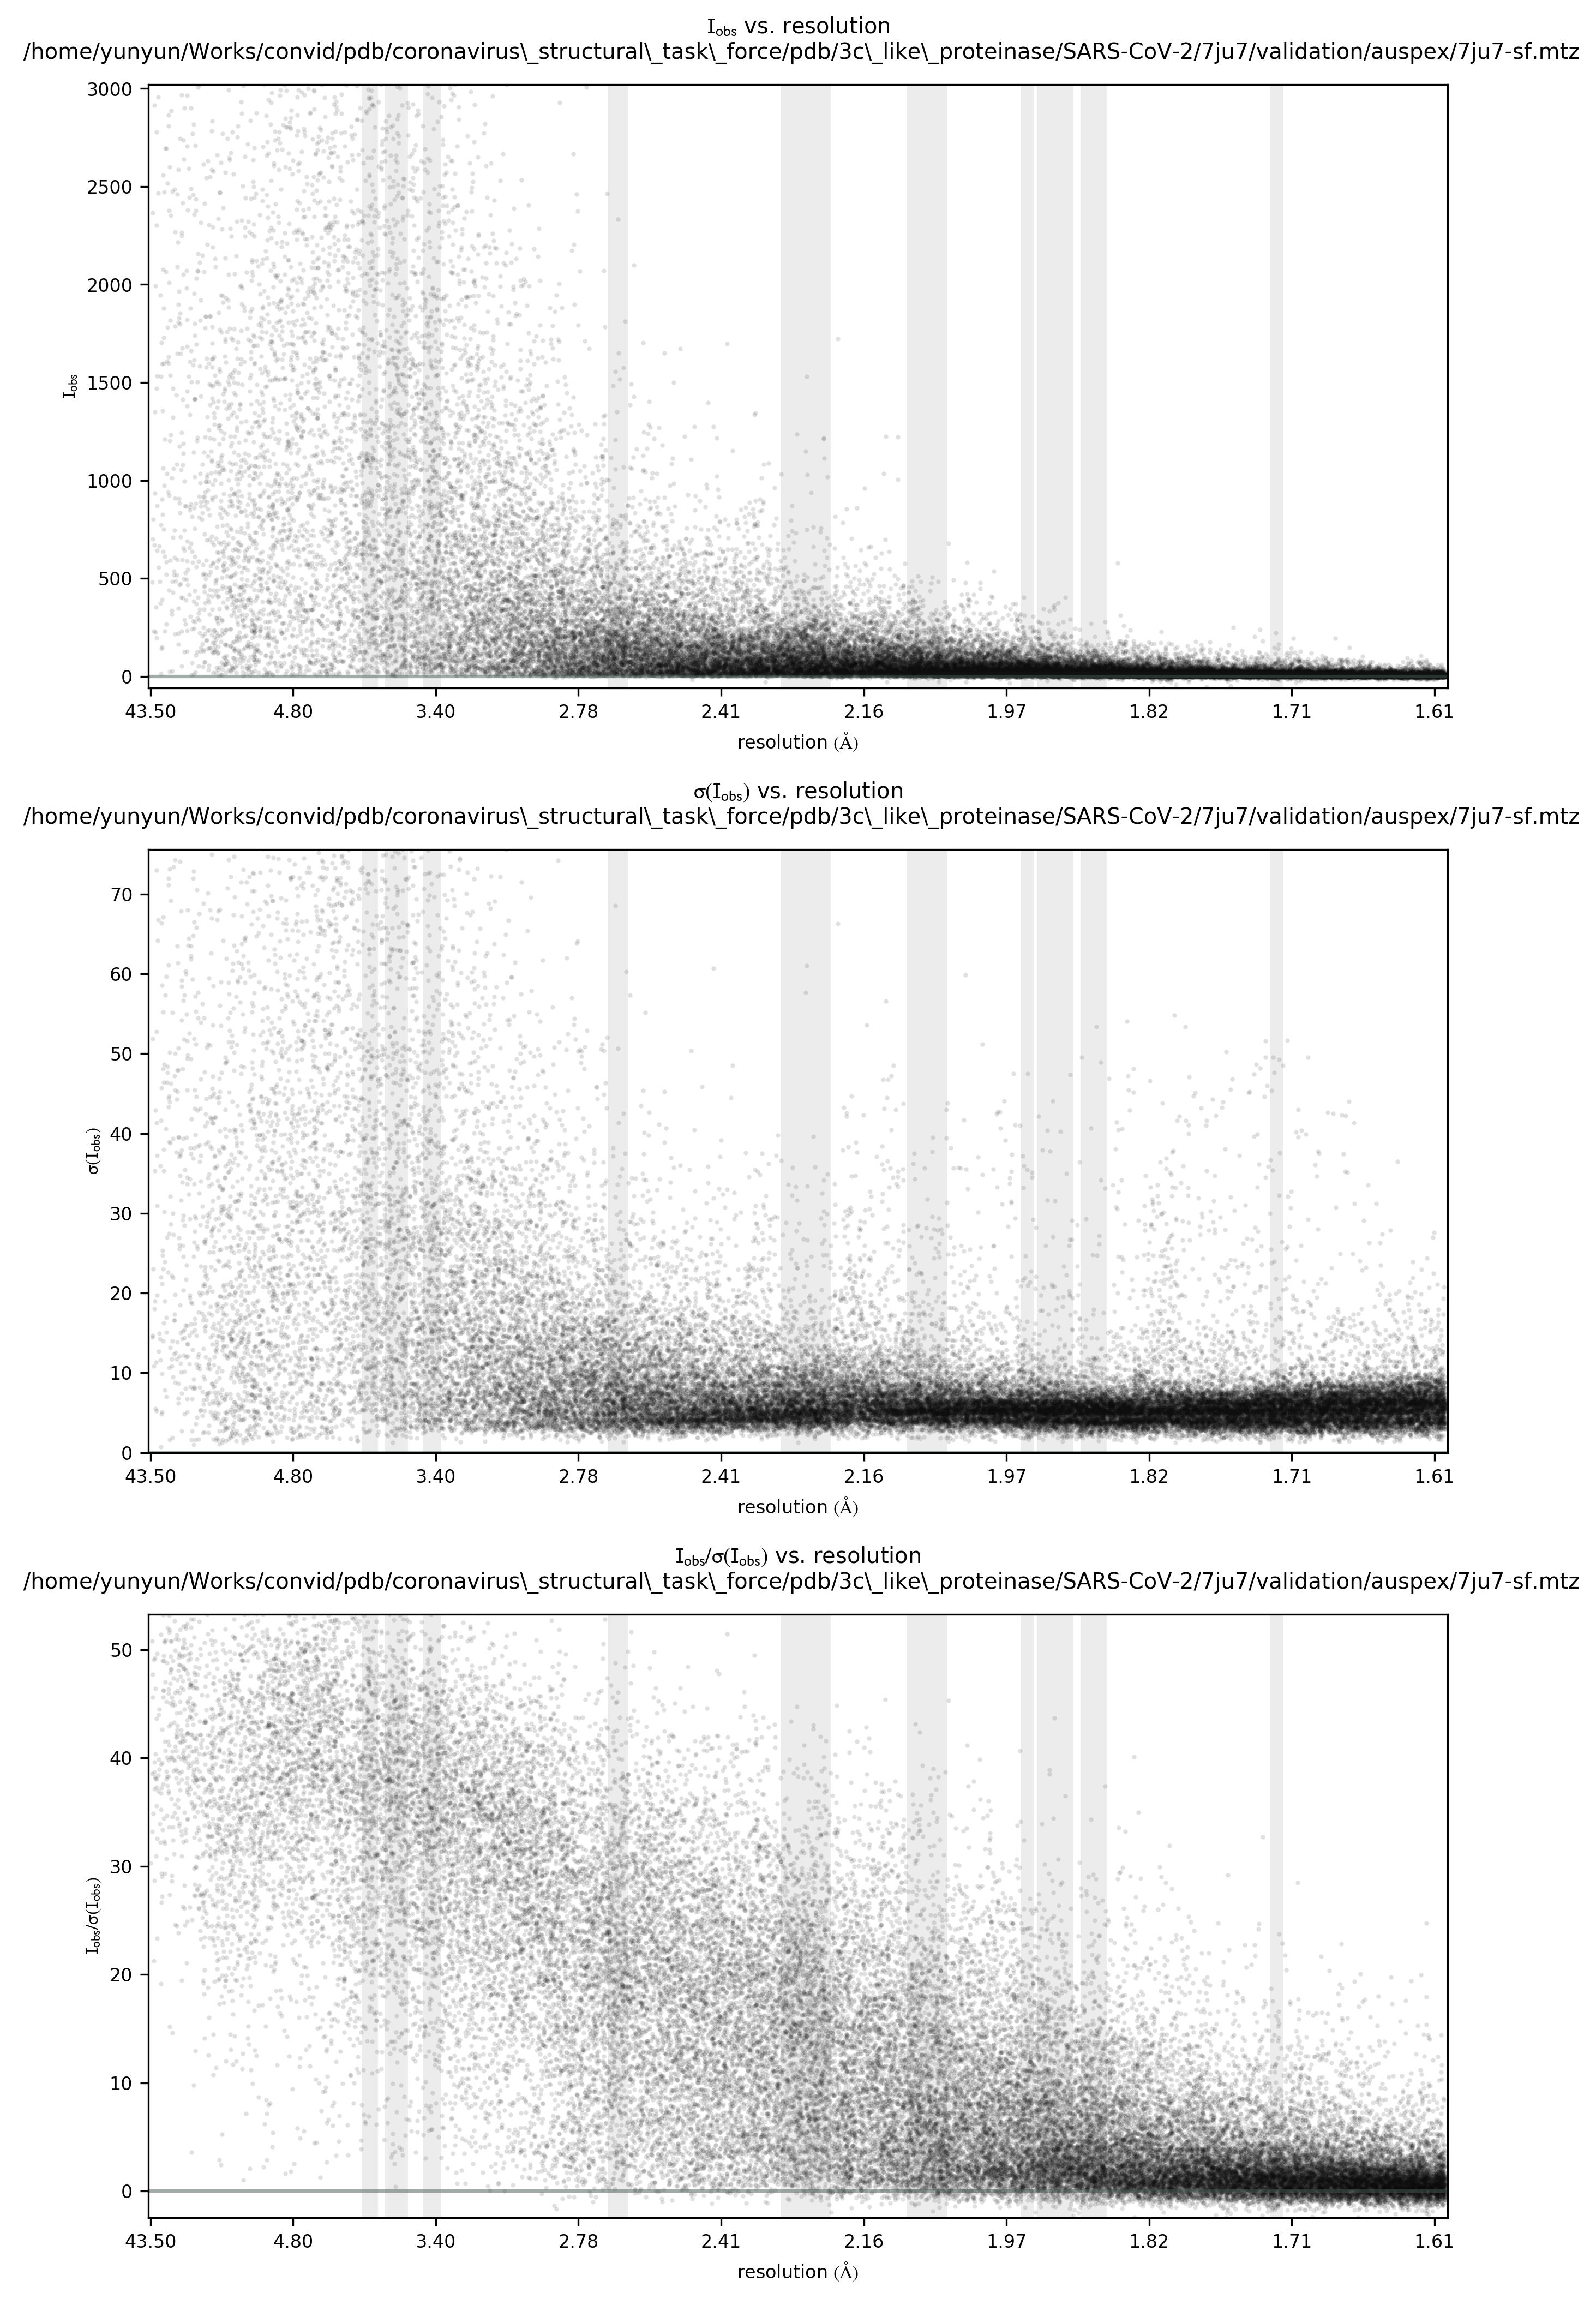 Iobs vs. resolution
/home/yunyun/Works/convid/pdb/coronavirus\_structural\_task\_force/pdb/3c\_like\_proteinase/SARS-CoV-2/7ju7/validation/auspex/7ju7-sf.mtz
3000
2500
2000
1500
1000
500
0
Iobs
43.50 4.80 3.40 2.78 2.41 2.16 1.97 1.82 1.71 1.61
resolution (Å)
σ(Iobs) vs. resolution
/home/yunyun/Works/convid/pdb/coronavirus\_structural\_task\_force/pdb/3c\_like\_proteinase/SARS-CoV-2/7ju7/validation/auspex/7ju7-sf.mtz
70
60
50
40
30
20
10
0
σ(Iobs)
43.50 4.80 3.40 2.78 2.41 2.16 1.97 1.82 1.71 1.61
resolution (Å)
Iobs/σ(Iobs) vs. resolution
/home/yunyun/Works/convid/pdb/coronavirus\_structural\_task\_force/pdb/3c\_like\_proteinase/SARS-CoV-2/7ju7/validation/auspex/7ju7-sf.mtz
50
40
30
20
10
0
Iobs/σ(Iobs)
43.50 4.80 3.40 2.78 2.41 2.16 1.97 1.82 1.71 1.61
resolution (Å)